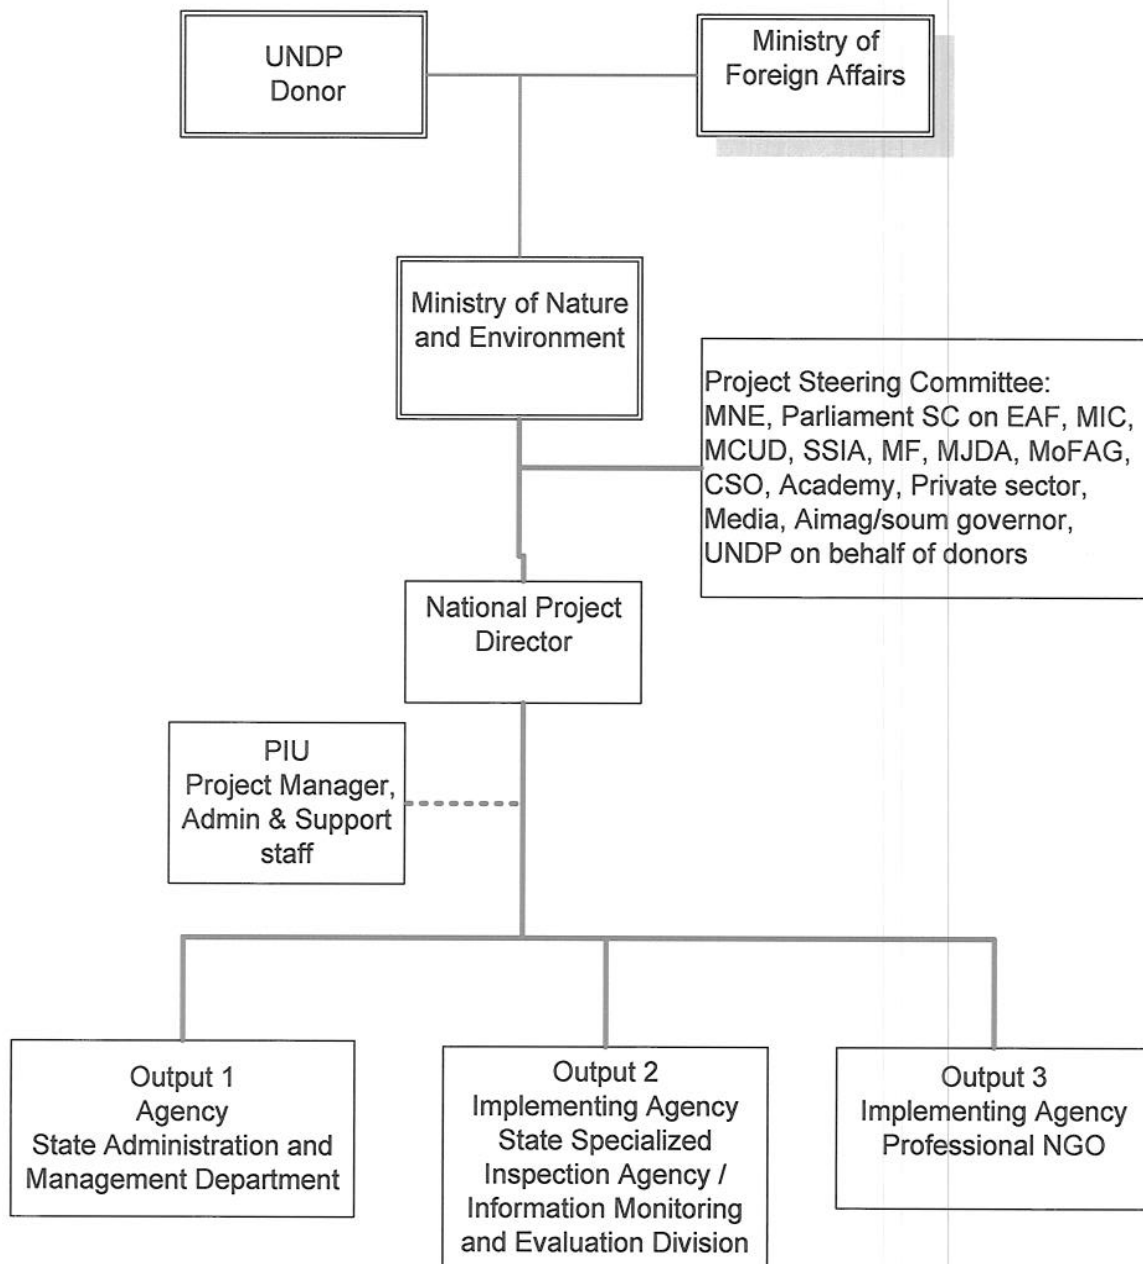 UNDP
Donor
Ministry of
Foreign Affairs
Ministry of Nature
and Environment
Project Steering Committee:
MNE, Parliament SC on EAF, MIC,
MCUD, SSIA, MF, MJDA, MoFAG,
CSO, Academy, Private sector,
Media, Aimag/soum governor,
UNDP on behalf of donors
National Project
Director
PIU
Project Manager,
Admin & Support
staff
Output 1
Agency
State Administration and
Management Department
Output 2
Implementing Agency
State Specialized
Inspection Agency /
Information Monitoring
and Evaluation Division
Output 3
Implementing Agency
Professional NGO